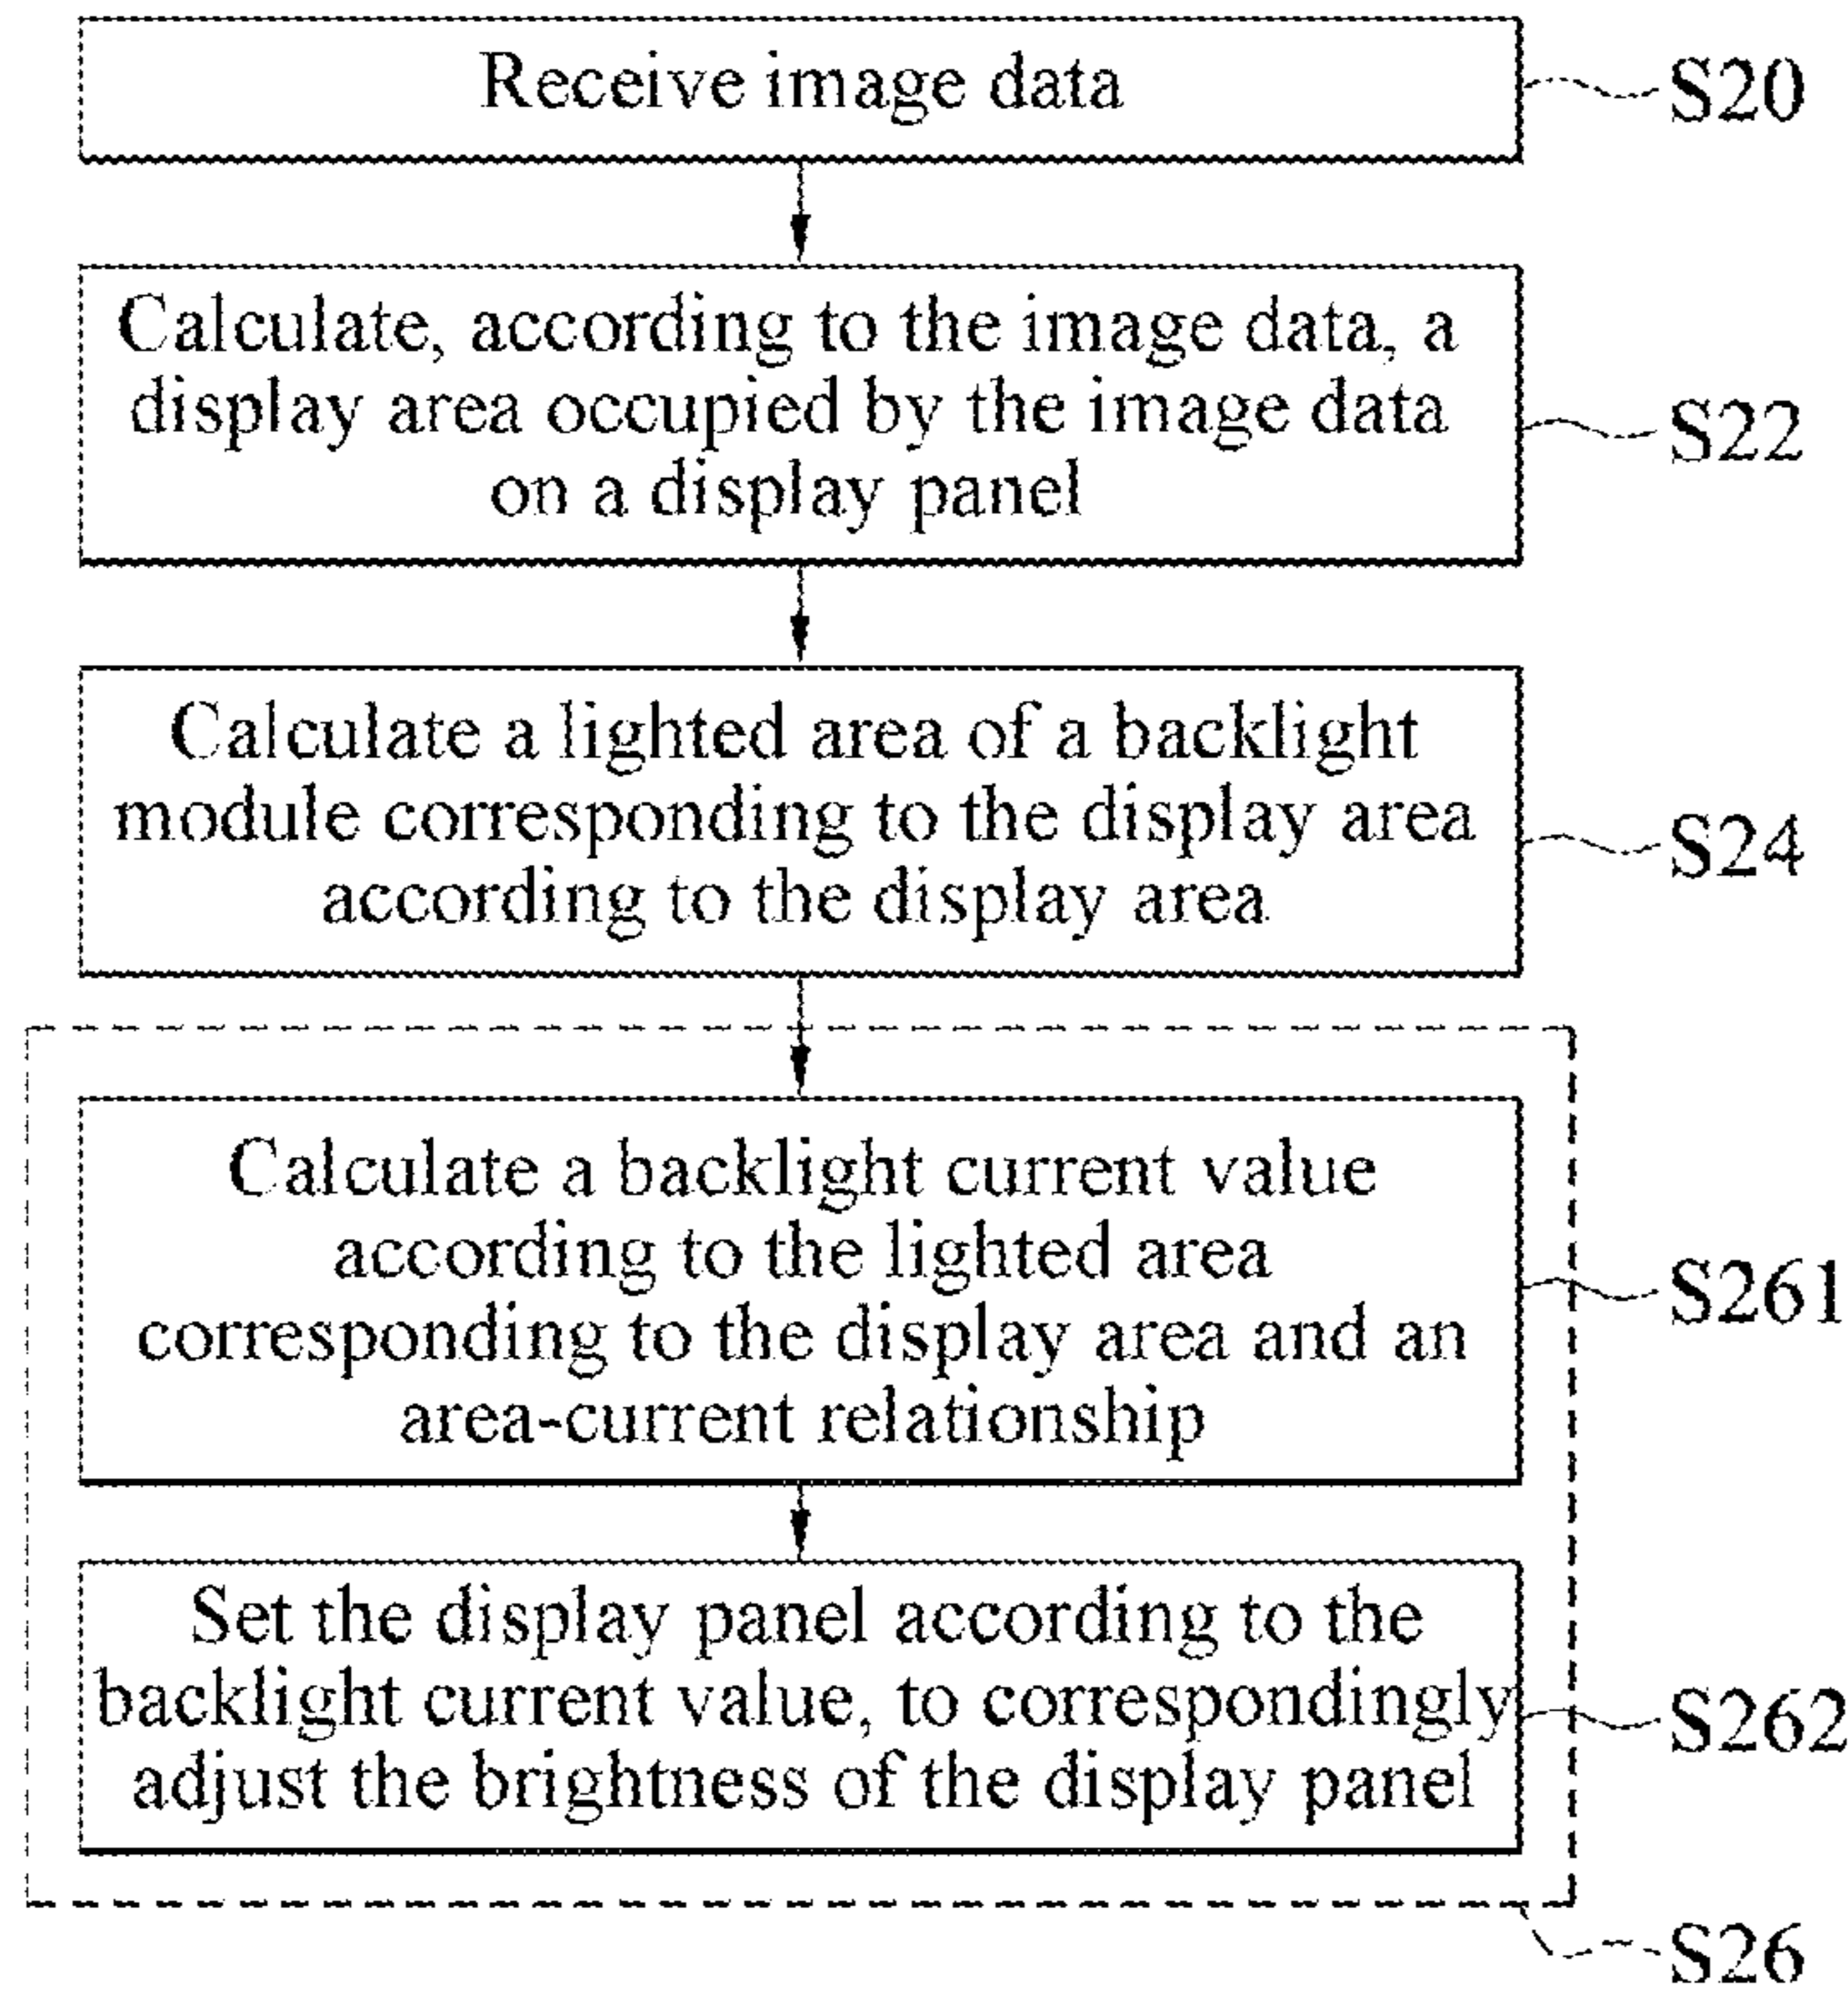 Receive image data
S20
Calculate, according to the image data, a
display area occupied by the image data
on a display panel
S22
Calculate a lighted area of a backlight
module corresponding to the display area
according to the display area
S24
Calculate a backlight current value
according to the lighted area
corresponding to the display area and an
area-current relationship
S261
Set the display panel according to the
backlight current value, to correspondingly
adjust the brightness of the display panel
S262
S26